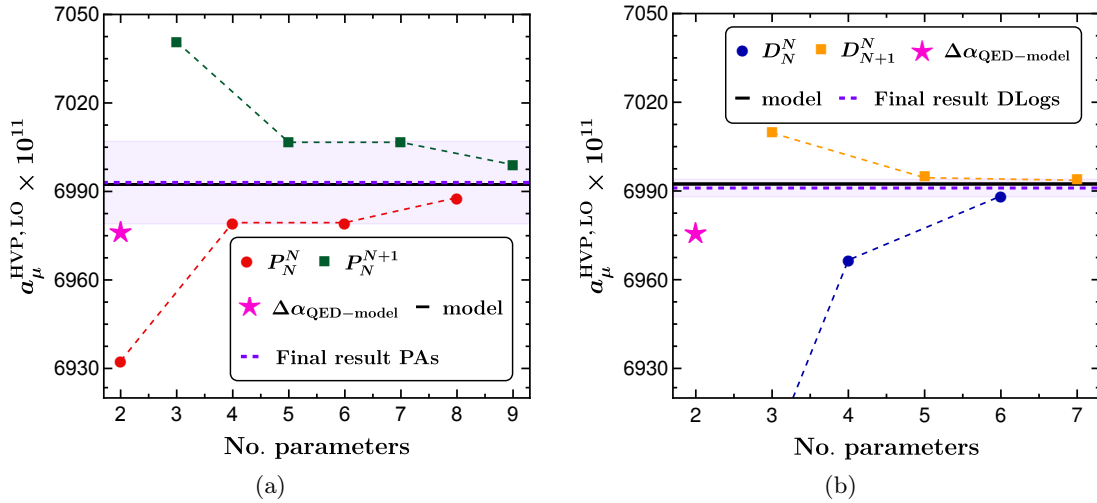 7050
7020
6990
6960
6930
a_μ^{HVP, LO} × 10^{11}
P_N^N P_N^{N+1}
Δα_{QED−model} model
Final result PAs
2 3 4 5 6 7 8 9
No. parameters
(a)
7050
7020
6990
6960
6930
a_μ^{HVP, LO} × 10^{11}
D_N^N D_{N+1}^N Δα_{QED−model}
model Final result DLogs
2 3 4 5 6 7
No. parameters
(b)